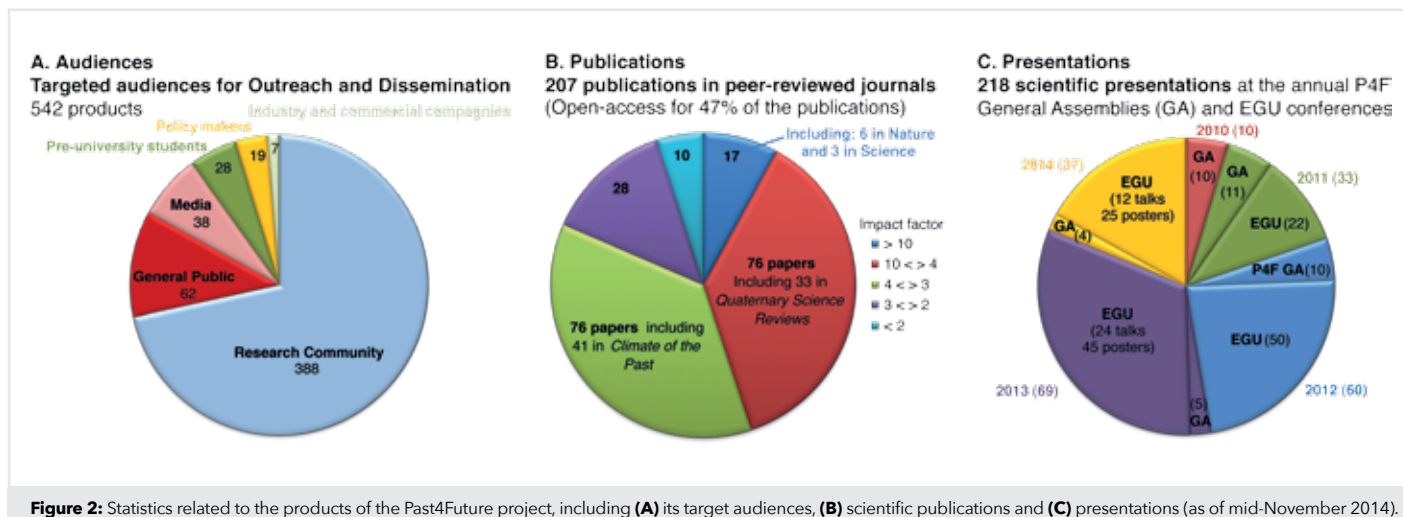 A. Audiences
Targeted audiences for Outreach and Dissemination
542 products
Industry and commercial campagnies
Policy makers
Pre-university students
7
19
28
Media
38
General Public
62
Research Community
388
B. Publications
207 publications in peer-reviewed journals
(Open-access for 47% of the publications)
Including: 6 in Nature
and 3 in Science
10
17
28
76 papers
Including 33 in
Quaternary Science
Reviews
76 papers including
41 in Climate of the
Past
Impact factor
> 10
10 < > 4
4 < > 3
3 < > 2
< 2
C. Presentations
218 scientific presentations at the annual P4F
General Assemblies (GA) and EGU conferences
2010 (10)
GA
(10)
GA
(11)
2011 (33)
EGU (22)
P4F GA(10)
EGU (50)
2012 (60)
(5)
GA
2013 (69)
EGU
(24 talks
45 posters)
GA(4)
2014 (37)
EGU
(12 talks
25 posters)
Figure 2: Statistics related to the products of the Past4Future project, including (A) its target audiences, (B) scientific publications and (C) presentations (as of mid-November 2014).